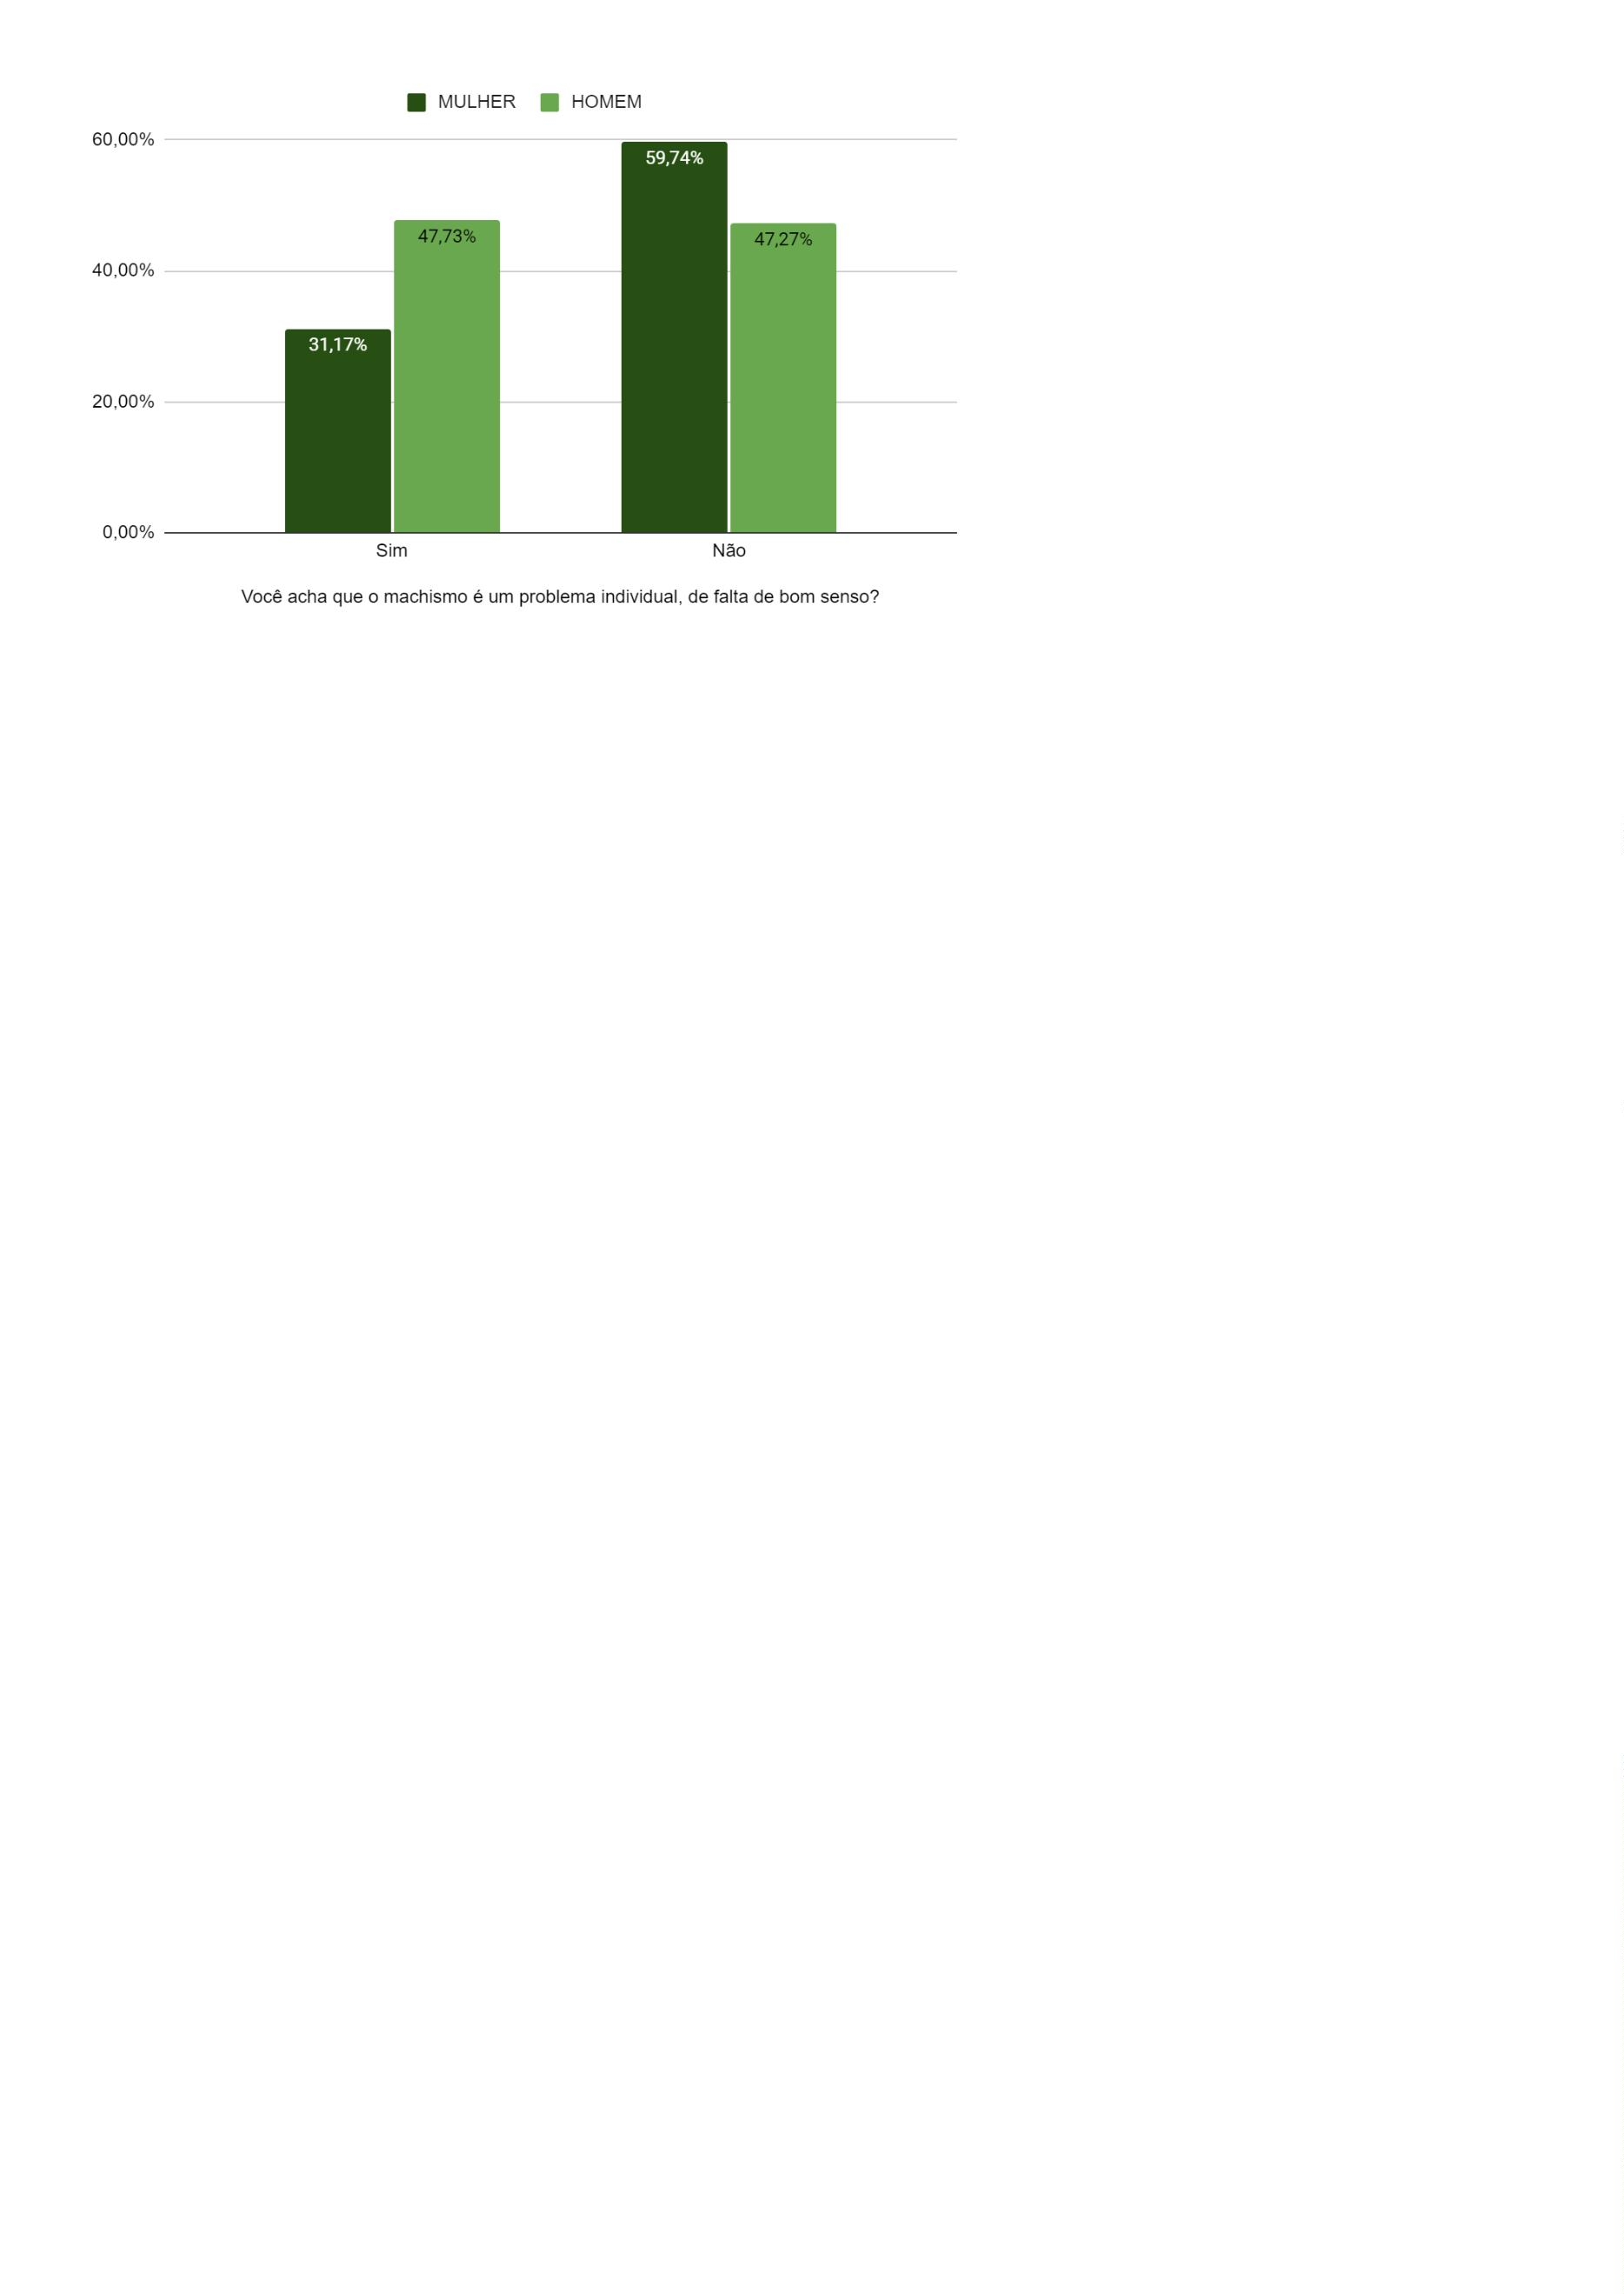 MULHER HOMEM
60,00%
59,74%
47,73%
47,27%
40,00%
31,17%
20,00%
0,00%
Sim Não
Você acha que o machismo é um problema individual, de falta de bom senso?